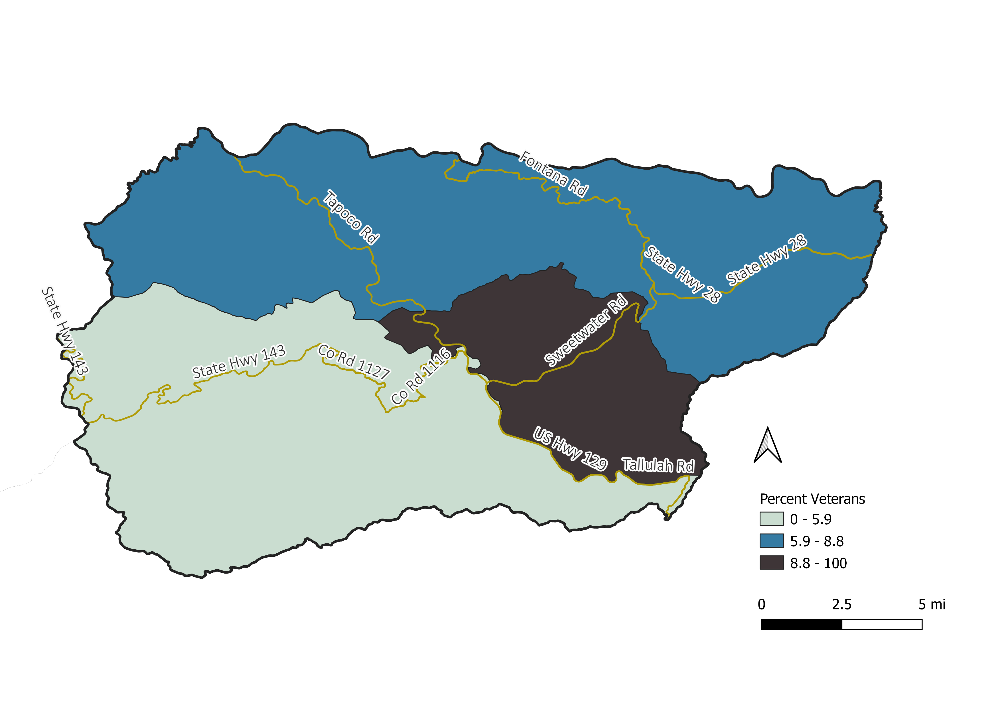 Fontana Rd
Tapoco Rd
State Hwy 28
State Hwy 28
State Hwy 143
Sweetwater Rd
State Hwy 143
Co Rd 1127
Co Rd 1116
US Hwy 129
Tallulah Rd
Percent Veterans
0 - 5.9
5.9 - 8.8
8.8 - 100
0 2.5 5 mi